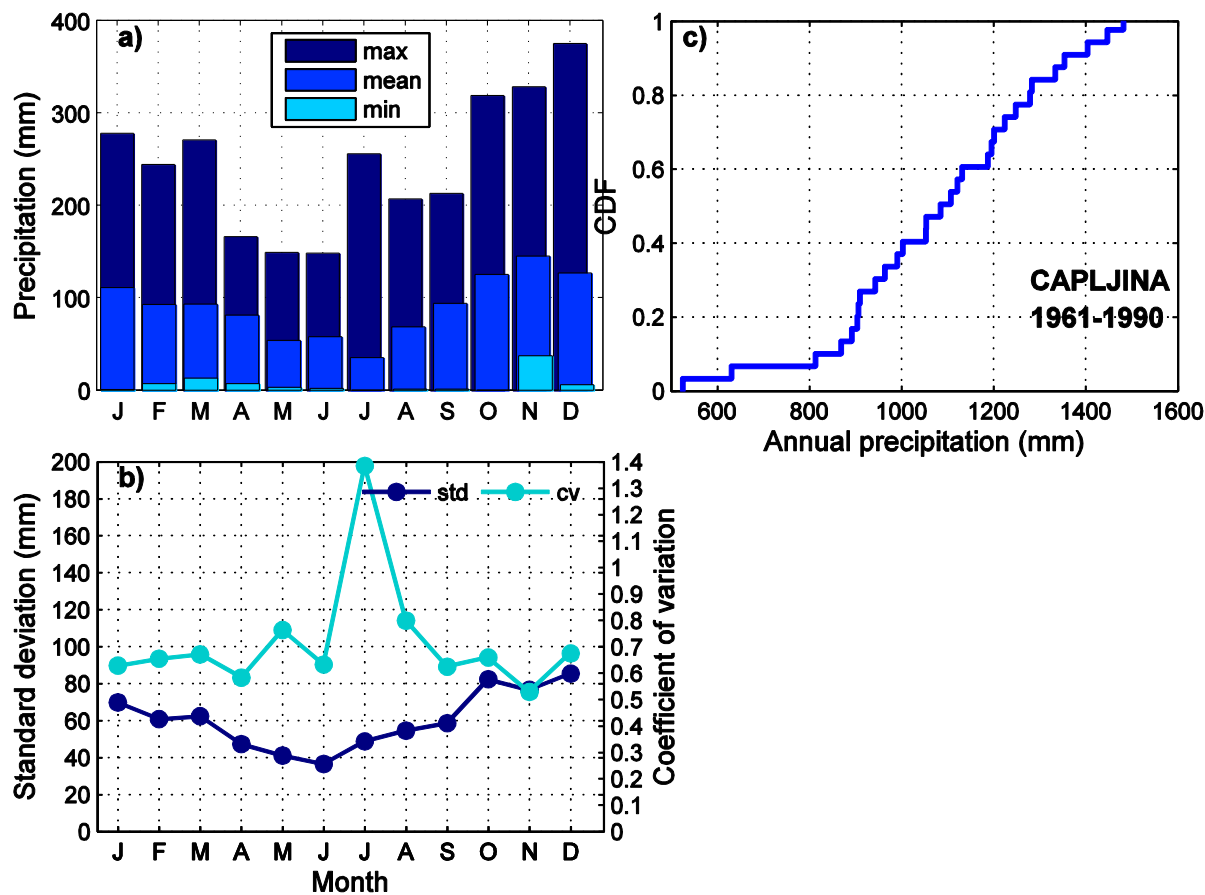 a)
max
mean
min
Precipitation (mm)
400
300
200
100
0
J F M A M J J A S O N D
c)
CDF
1
0.8
0.6
0.4
0.2
0
CAPLJINA
1961-1990
600 800 1000 1200 1400 1600
Annual precipitation (mm)
b)
std cv
Standard deviation (mm)
200
180
160
140
120
100
80
60
40
20
0
1.4
1.3
1.2
1.1
1
0.9
0.8
0.7
0.6
0.5
0.4
0.3
0.2
0.1
0
Coefficient of variation
J F M A M J J A S O N D
Month